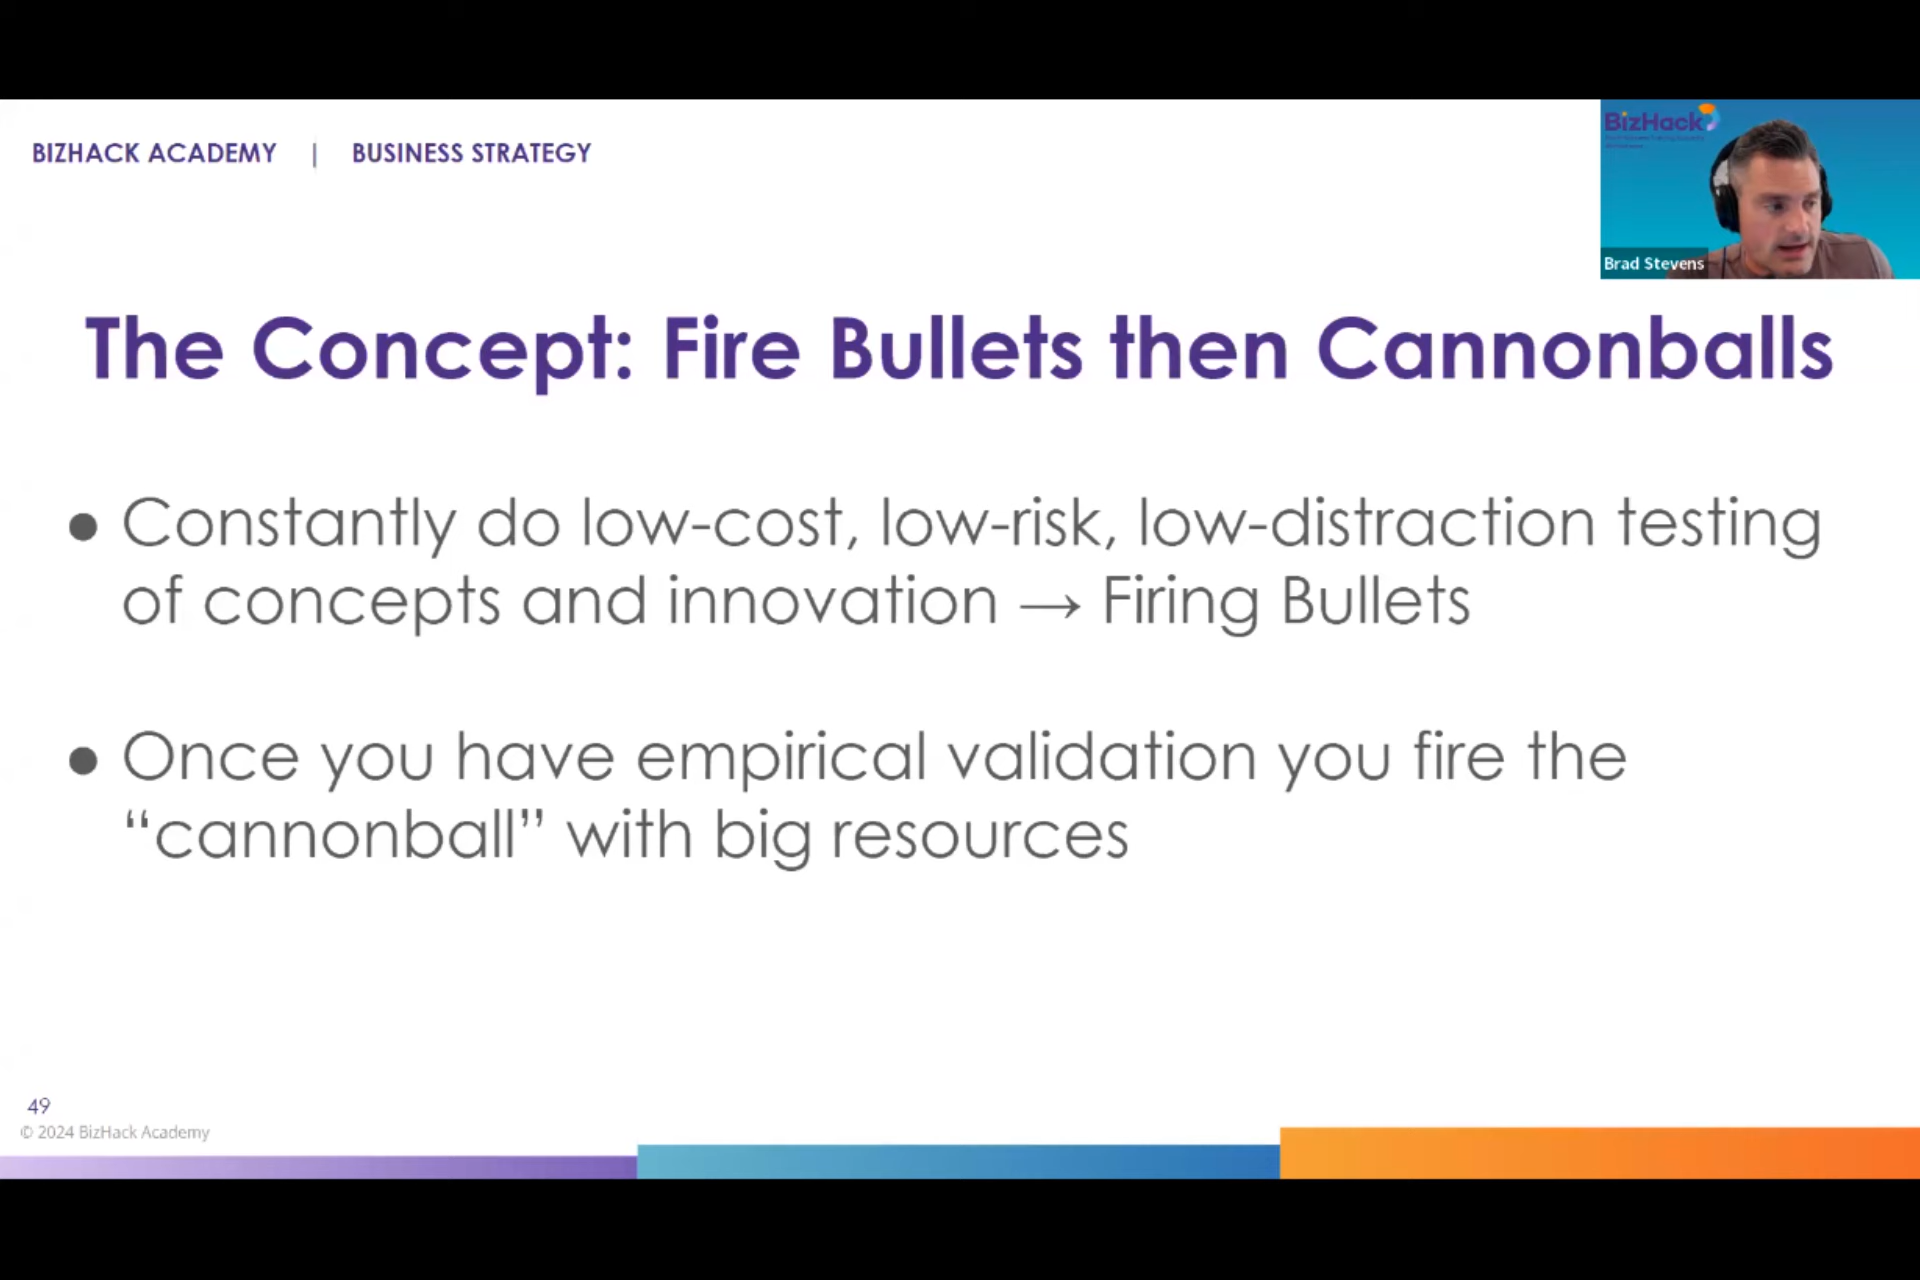 BIZHACK ACADEMY | BUSINESS STRATEGY
BizHack
Brad Stevens
The Concept: Fire Bullets then Cannonballs
● Constantly do low-cost, low-risk, low-distraction testing
of concepts and innovation → Firing Bullets
● Once you have empirical validation you fire the
“cannonball” with big resources
49
© 2024 BizHack Academy